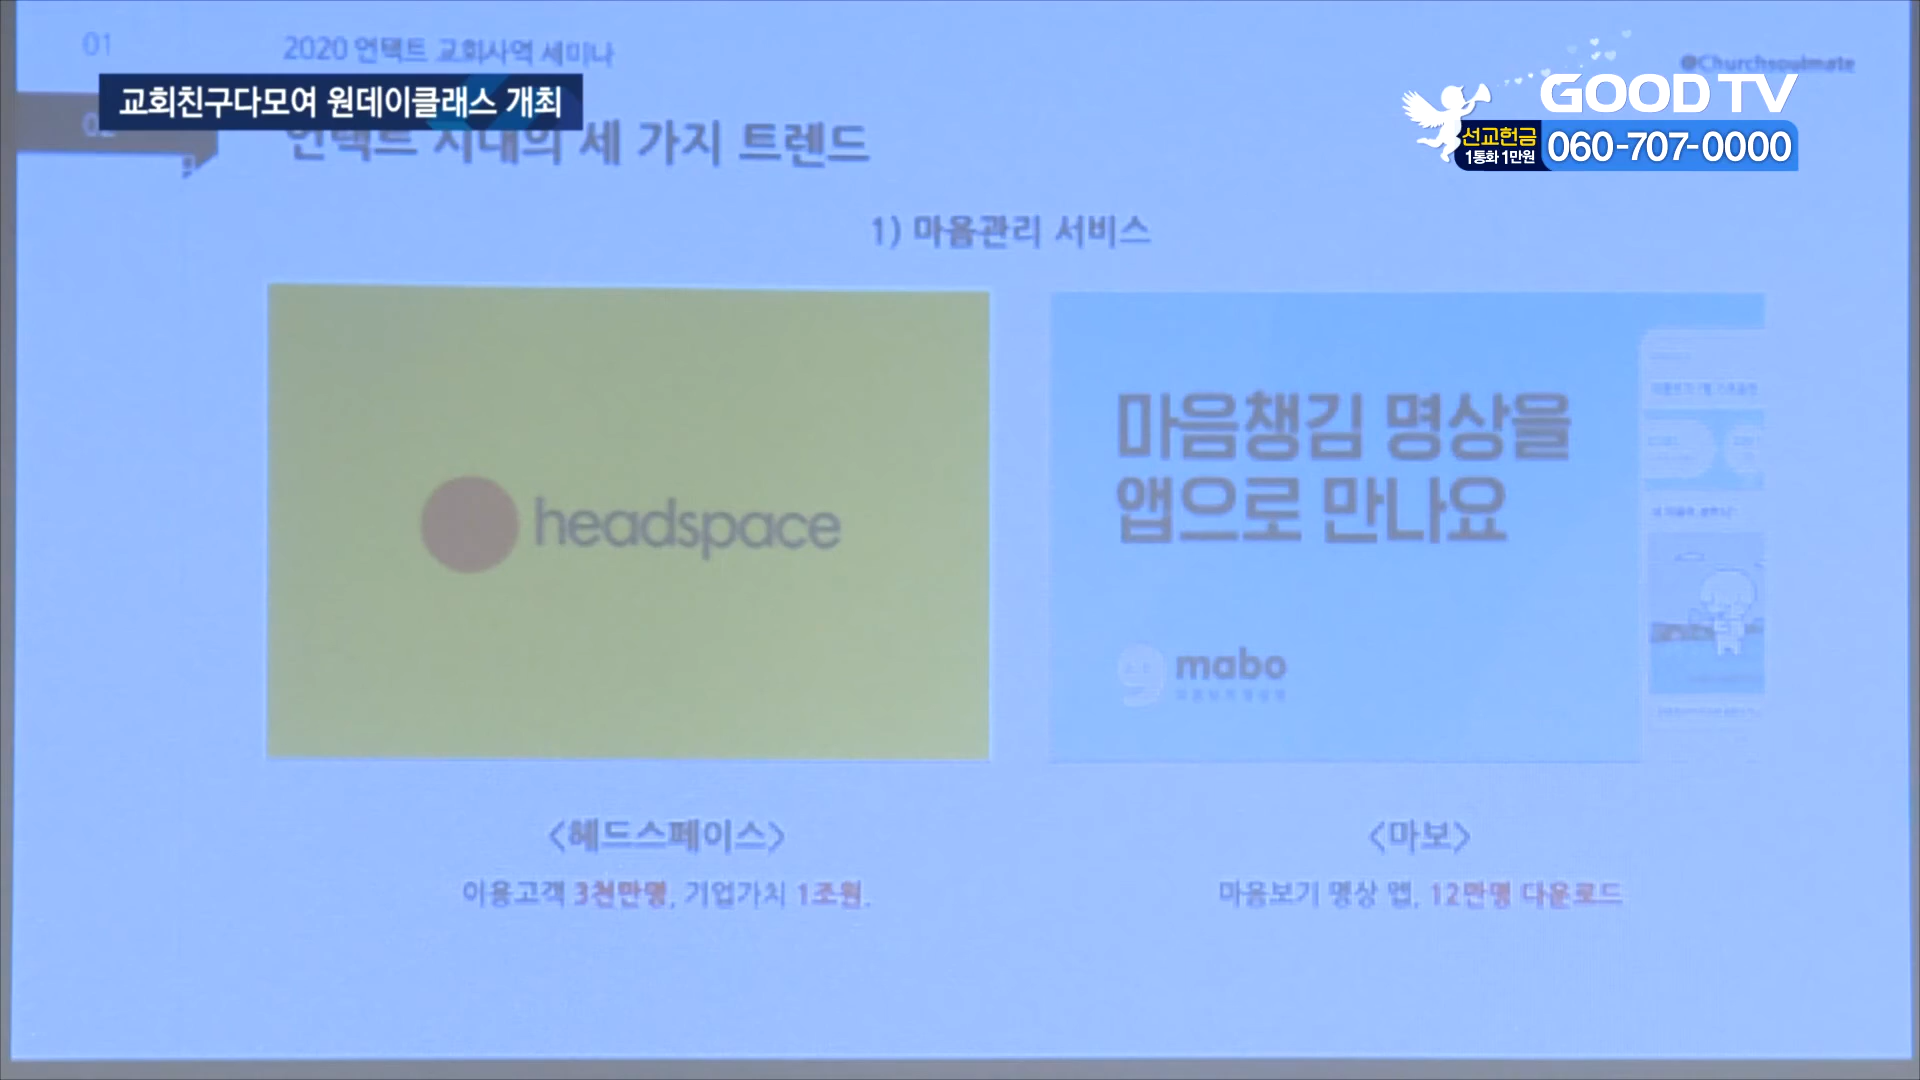 01
2020 언택트 교회사역 세미나
@Churchsoulmate
교회친구다모여 원데이클래스 개최
GOODTV
선교헌금
1통화 1만원
060-707-0000
언택트 시대의 세 가지 트렌드
1) 마음관리 서비스
headspace
마음챙김 명상을
앱으로 만나요
mabo
<헤드스페이스>
<마보>
이용고객 3천만명, 기업가치 1조원.
마음보기 명상 앱, 12만명 다운로드